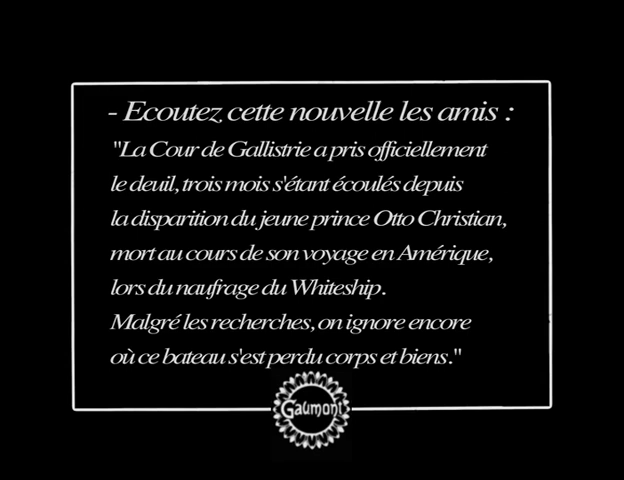 - Ecoutez cette nouvelle les amis :
"La Cour de Gallistrie a pris officiellement
le deuil, trois mois s'étant écoulés depuis
la disparition du jeune prince Otto Christian,
mort au cours de son voyage en Amérique,
lors du naufrage du Whiteship.
Malgré les recherches, on ignore encore
où ce bateau s'est perdu corps et biens."
Gaumont